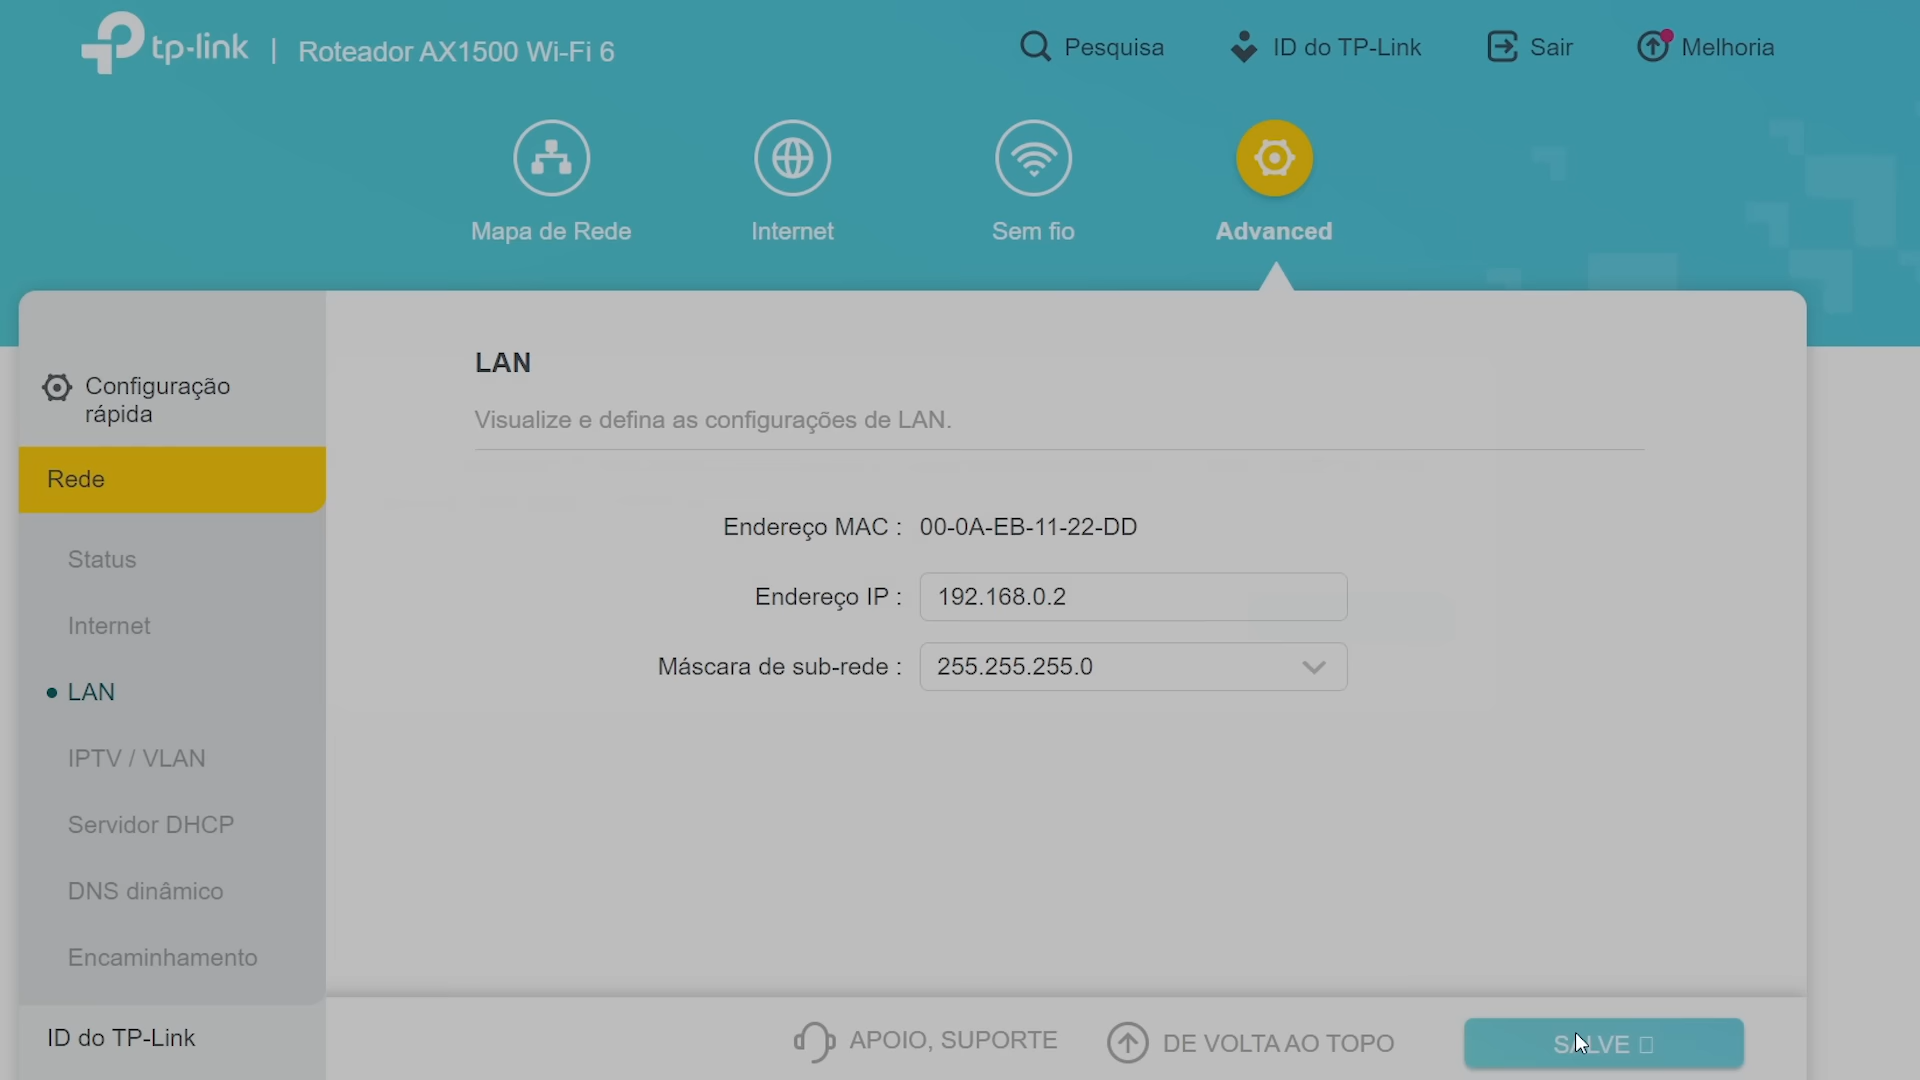 tp-link | Roteador AX1500 Wi-Fi 6
Pesquisa
ID do TP-Link
Sair
Melhoria
Mapa de Rede
Internet
Sem fio
Advanced
Configuração
rápida
Rede
Status
Internet
LAN
IPTV / VLAN
Servidor DHCP
DNS dinâmico
Encaminhamento
ID do TP-Link
LAN
Visualize e defina as configurações de LAN.
Endereço MAC : 00-0A-EB-11-22-DD
Endereço IP : 192.168.0.2
Máscara de sub-rede : 255.255.255.0
APOIO, SUPORTE
DE VOLTA AO TOPO
SALVE